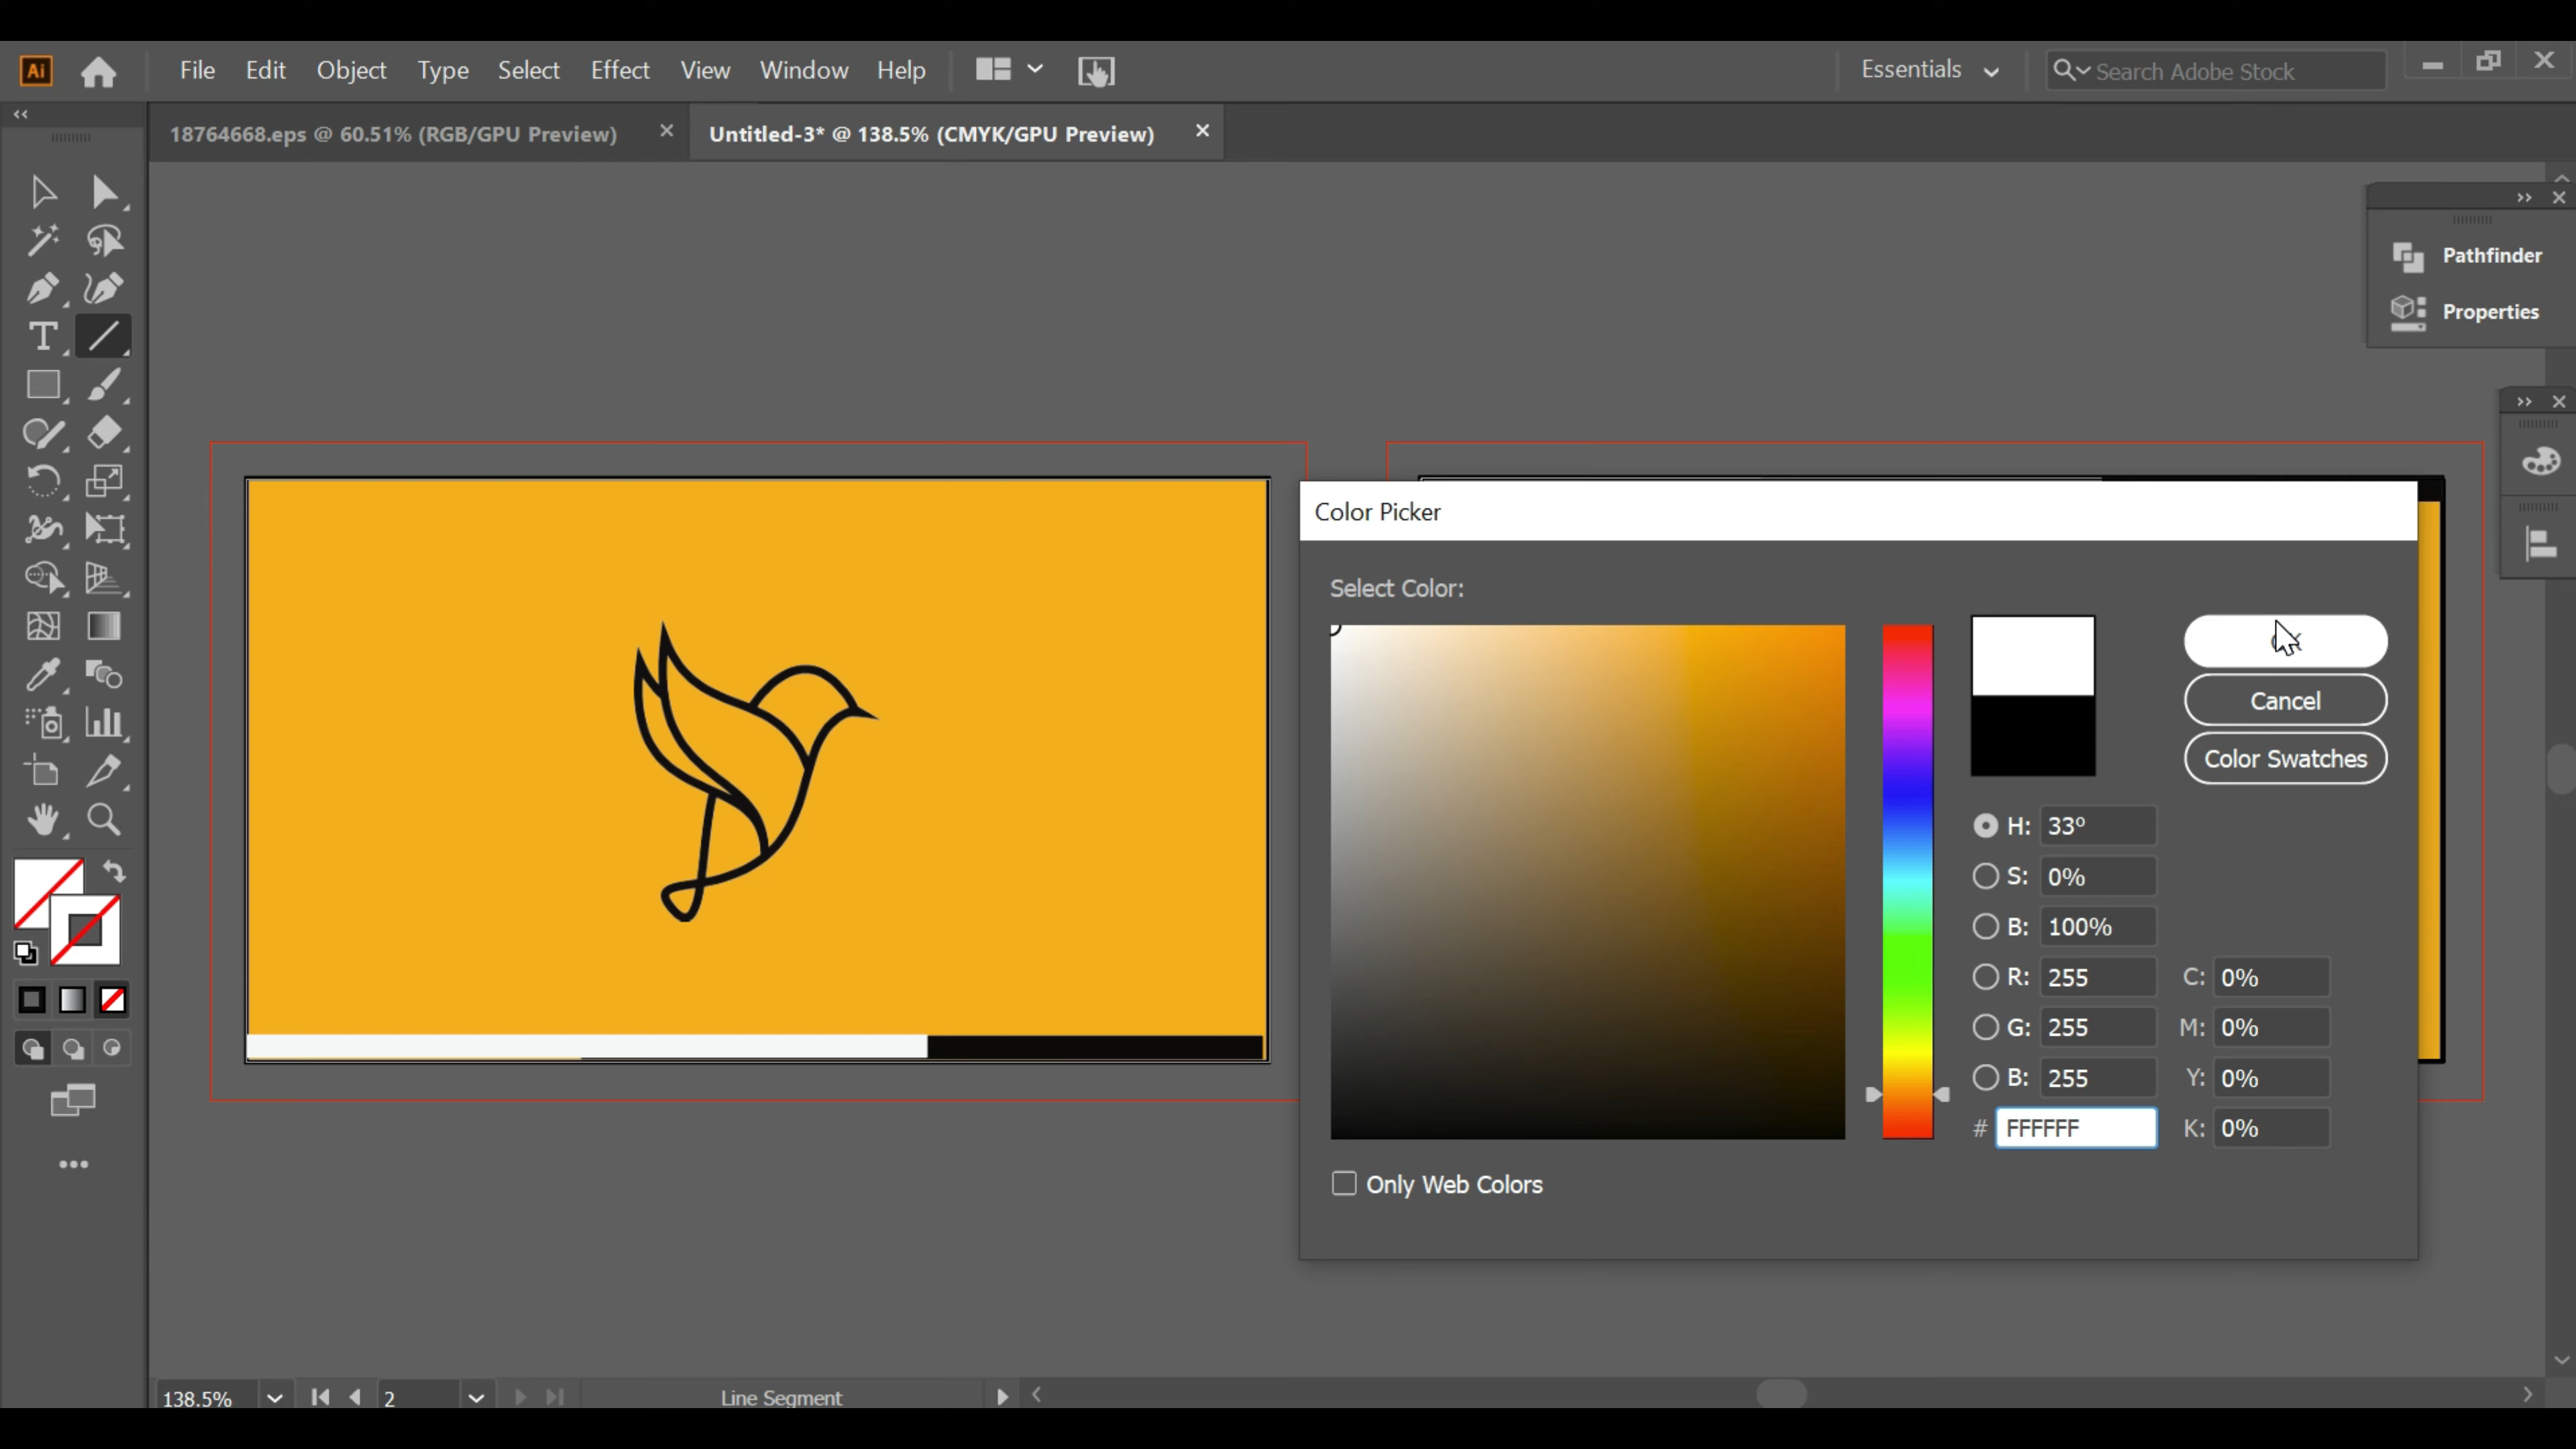 Ai File Edit Object Type Select Effect View Window Help Essentials Search Adobe Stock
18764668.eps @ 60.51% (RGB/GPU Preview) Untitled-3* @ 138.5% (CMYK/GPU Preview)
Pathfinder
Properties
Color Picker
Select Color:
Cancel
Color Swatches
H: 33°
S: 0%
B: 100%
R: 255 C: 0%
G: 255 M: 0%
B: 255 Y: 0%
# FFFFFF K: 0%
Only Web Colors
138.5% 2 Line Segment